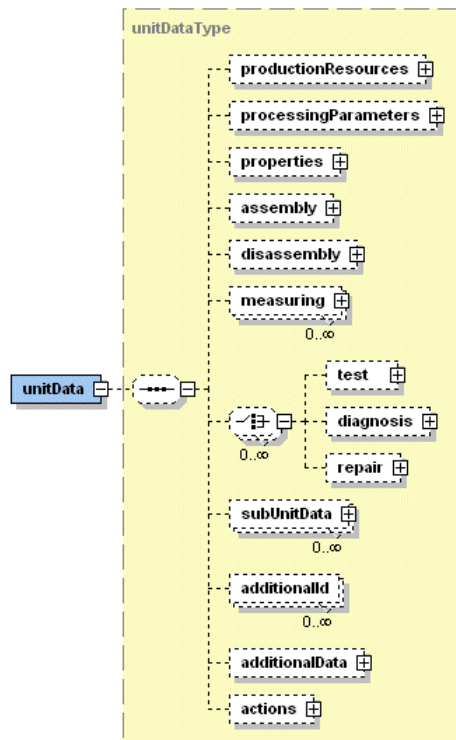 unitDataType
productionResources
processingParameters
properties
assembly
disassembly
measuring
0..∞
unitData
test
0..∞
diagnosis
repair
subUnitData
0..∞
additionalId
0..∞
additionalData
actions